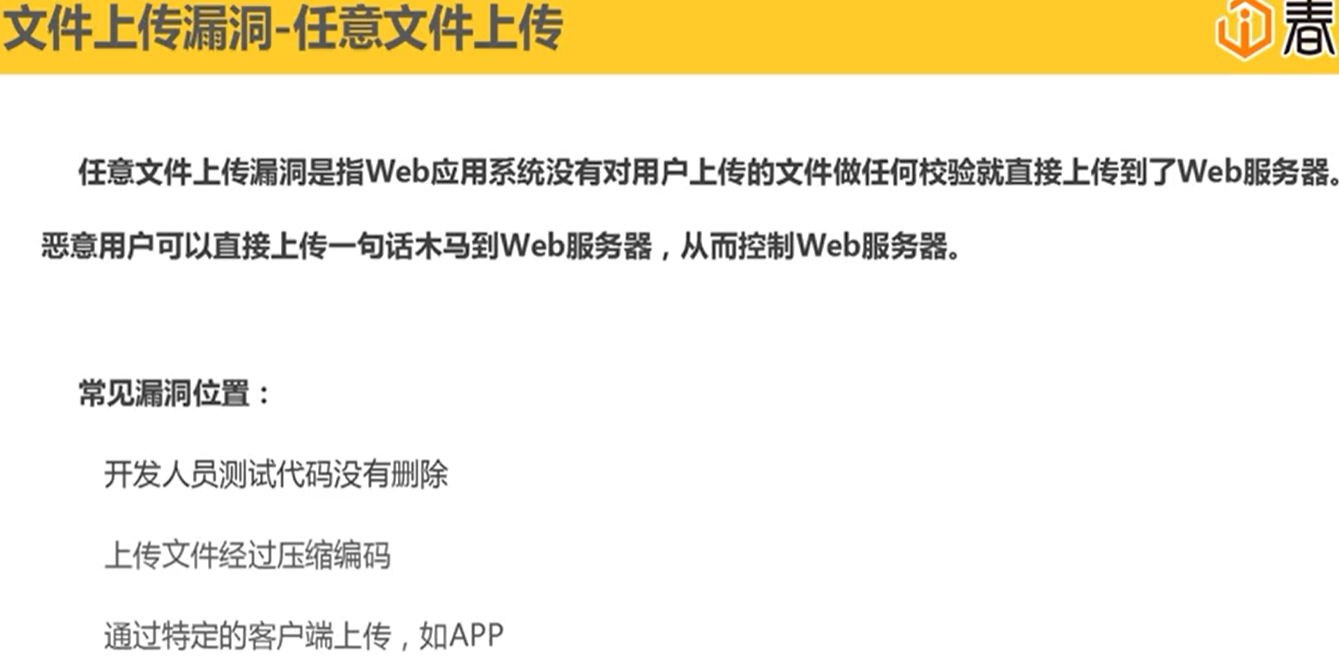 文件上传漏洞-任意文件上传
春
任意文件上传漏洞是指Web应用系统没有对用户上传的文件做任何校验就直接上传到了Web服务器。
恶意用户可以直接上传一句话木马到Web服务器，从而控制Web服务器。
常见漏洞位置：
开发人员测试代码没有删除
上传文件经过压缩编码
通过特定的客户端上传，如APP